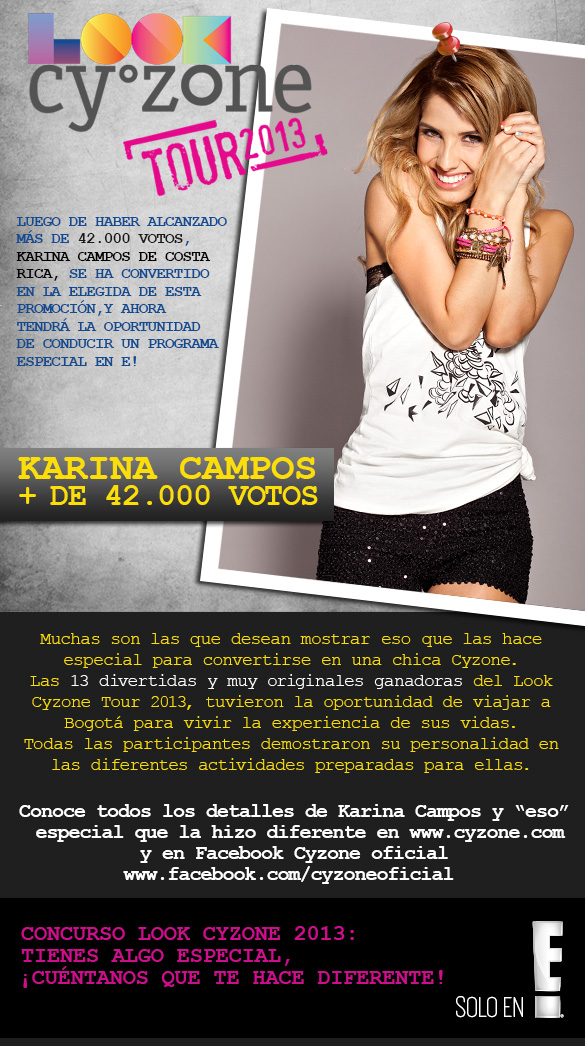 LOOK
cy°zone
TOUR 2013
LUEGO DE HABER ALCANZADO
MÁS DE 42.000 VOTOS,
KARINA CAMPOS DE COSTA
RICA, SE HA CONVERTIDO
EN LA ELEGIDA DE ESTA
PROMOCIÓN,Y AHORA
TENDRÁ LA OPORTUNIDAD
DE CONDUCIR UN PROGRAMA
ESPECIAL EN E!
KARINA CAMPOS
+ DE 42.000 VOTOS
Muchas son las que desean mostrar eso que las hace
especial para convertirse en una chica Cyzone.
Las 13 divertidas y muy originales ganadoras del Look
Cyzone Tour 2013, tuvieron la oportunidad de viajar a
Bogotá para vivir la experiencia de sus vidas.
Todas las participantes demostraron su personalidad en
las diferentes actividades preparadas para ellas.
Conoce todos los detalles de Karina Campos y “eso”
especial que la hizo diferente en www.cyzone.com
y en Facebook Cyzone oficial
www.facebook.com/cyzoneoficial
CONCURSO LOOK CYZONE 2013:
TIENES ALGO ESPECIAL,
¡CUÉNTANOS QUE TE HACE DIFERENTE!
SOLO EN E!